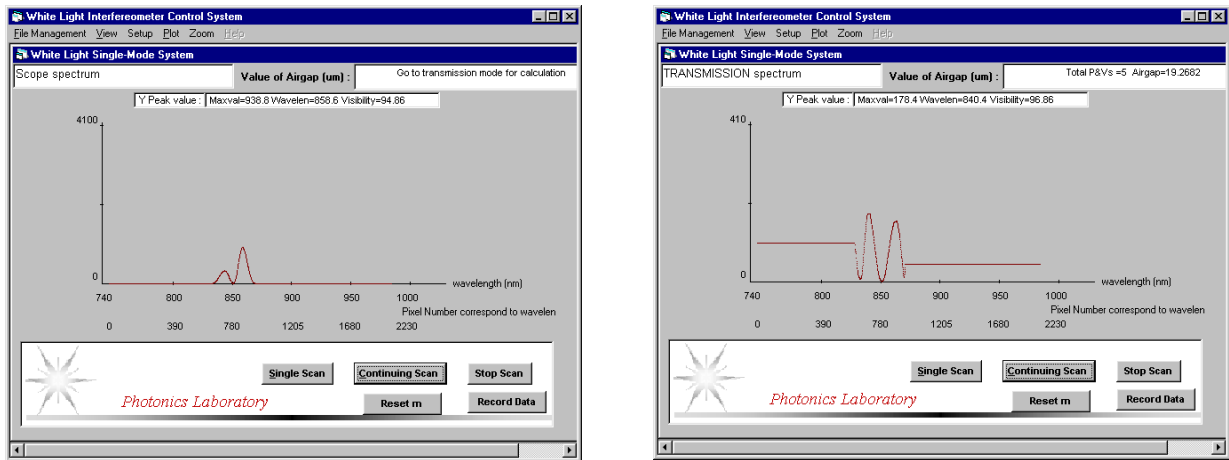 White Light Interfereometer Control System
File Management View Setup Plot Zoom Help
White Light Single-Mode System
Scope spectrum
Value of Airgap (um) :
Go to transmission mode for calculation
Y Peak value : Maxval=938.8 Wavelen=858.6 Visibility=94.86
4100
0
wavelength (nm)
740 800 850 900 950 1000
Pixel Number correspond to wavelen
0 390 780 1205 1680 2230
Single Scan Continuing Scan Stop Scan
Photonics Laboratory
Reset m Record Data
White Light Interfereometer Control System
File Management View Setup Plot Zoom Help
White Light Single-Mode System
TRANSMISSION spectrum
Value of Airgap (um) :
Total P&Vs =5 Airgap=19.2682
Y Peak value : Maxval=178.4 Wavelen=840.4 Visibility=96.86
410
0
wavelength (nm)
740 800 850 900 950 1000
Pixel Number correspond to wavelen
0 390 780 1205 1680 2230
Single Scan Continuing Scan Stop Scan
Photonics Laboratory
Reset m Record Data